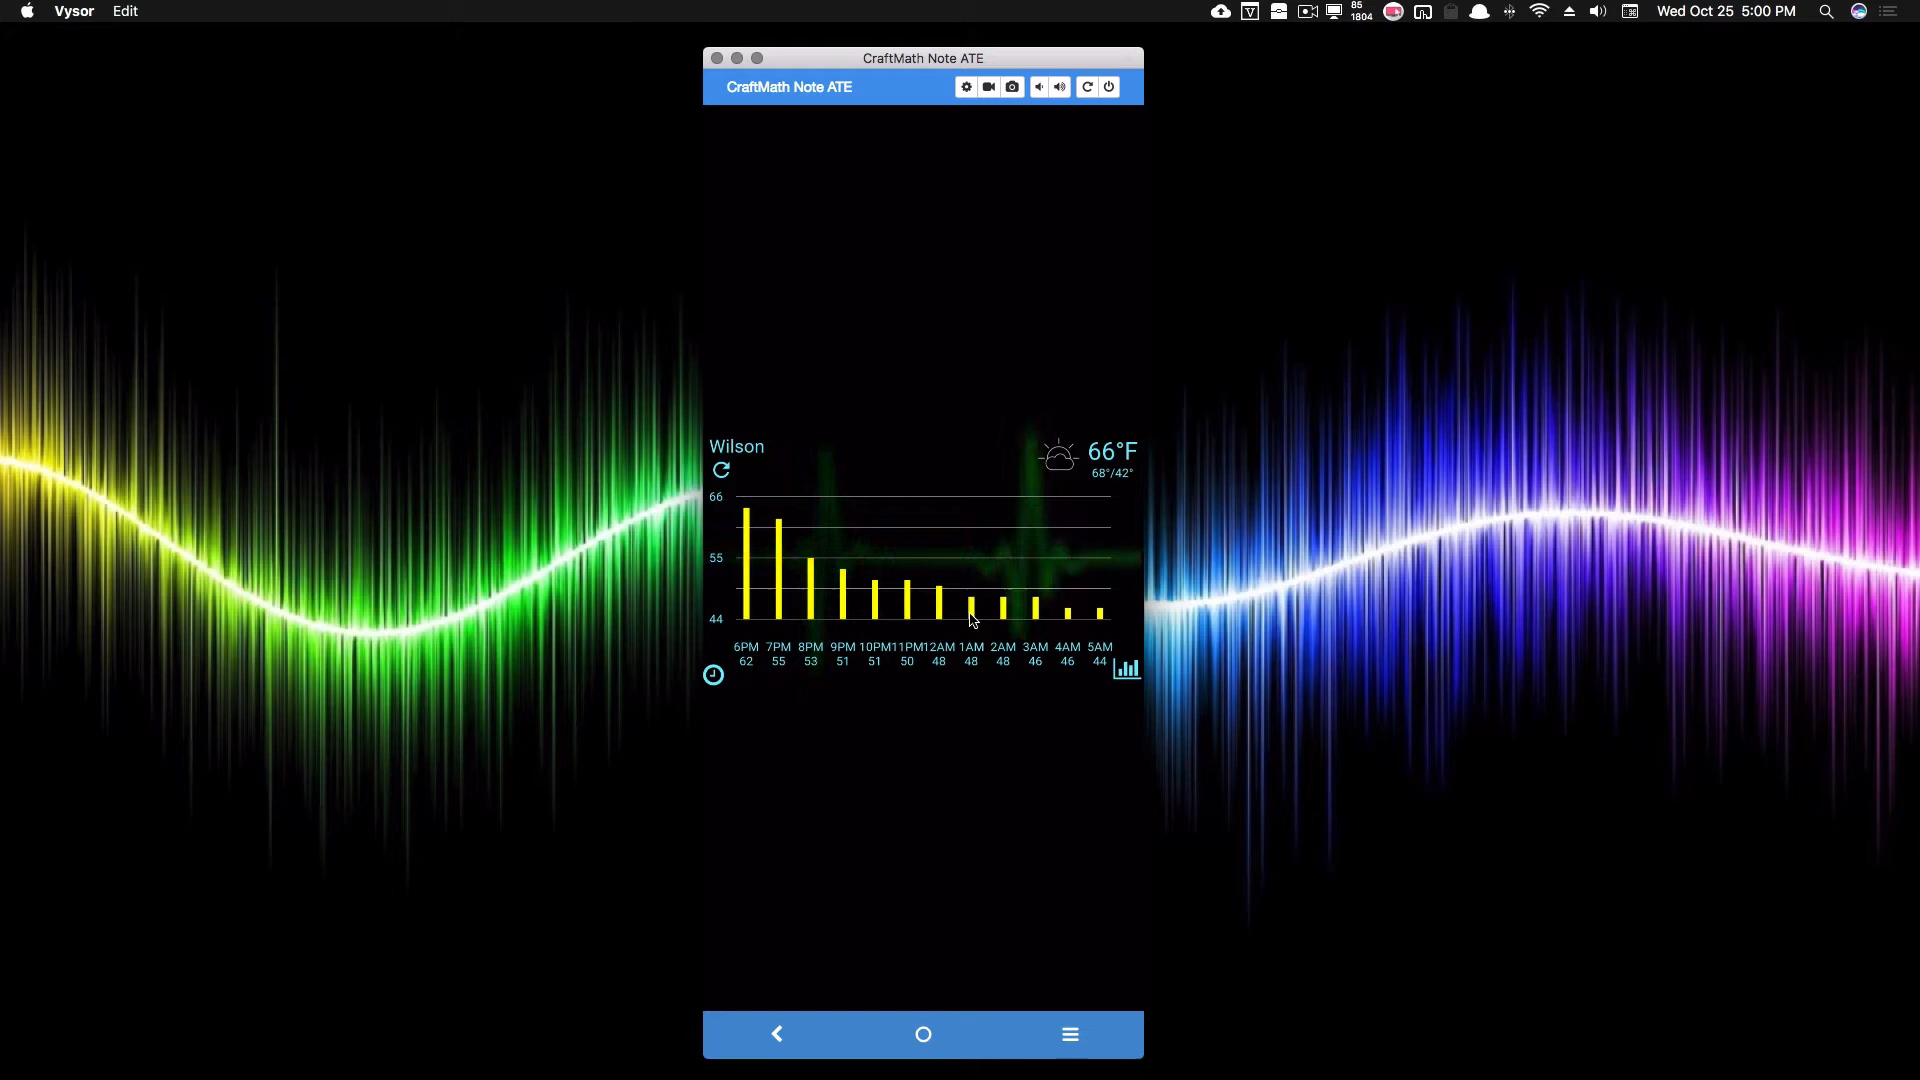 Vysor Edit
85
1804
Wed Oct 25 5:00 PM
CraftMath Note ATE
CraftMath Note ATE
Wilson
66°F
68°/42°
66
55
44
6PM 7PM 8PM 9PM 10PM 11PM 12AM 1AM 2AM 3AM 4AM 5AM
62 55 53 51 51 50 48 48 48 46 46 44